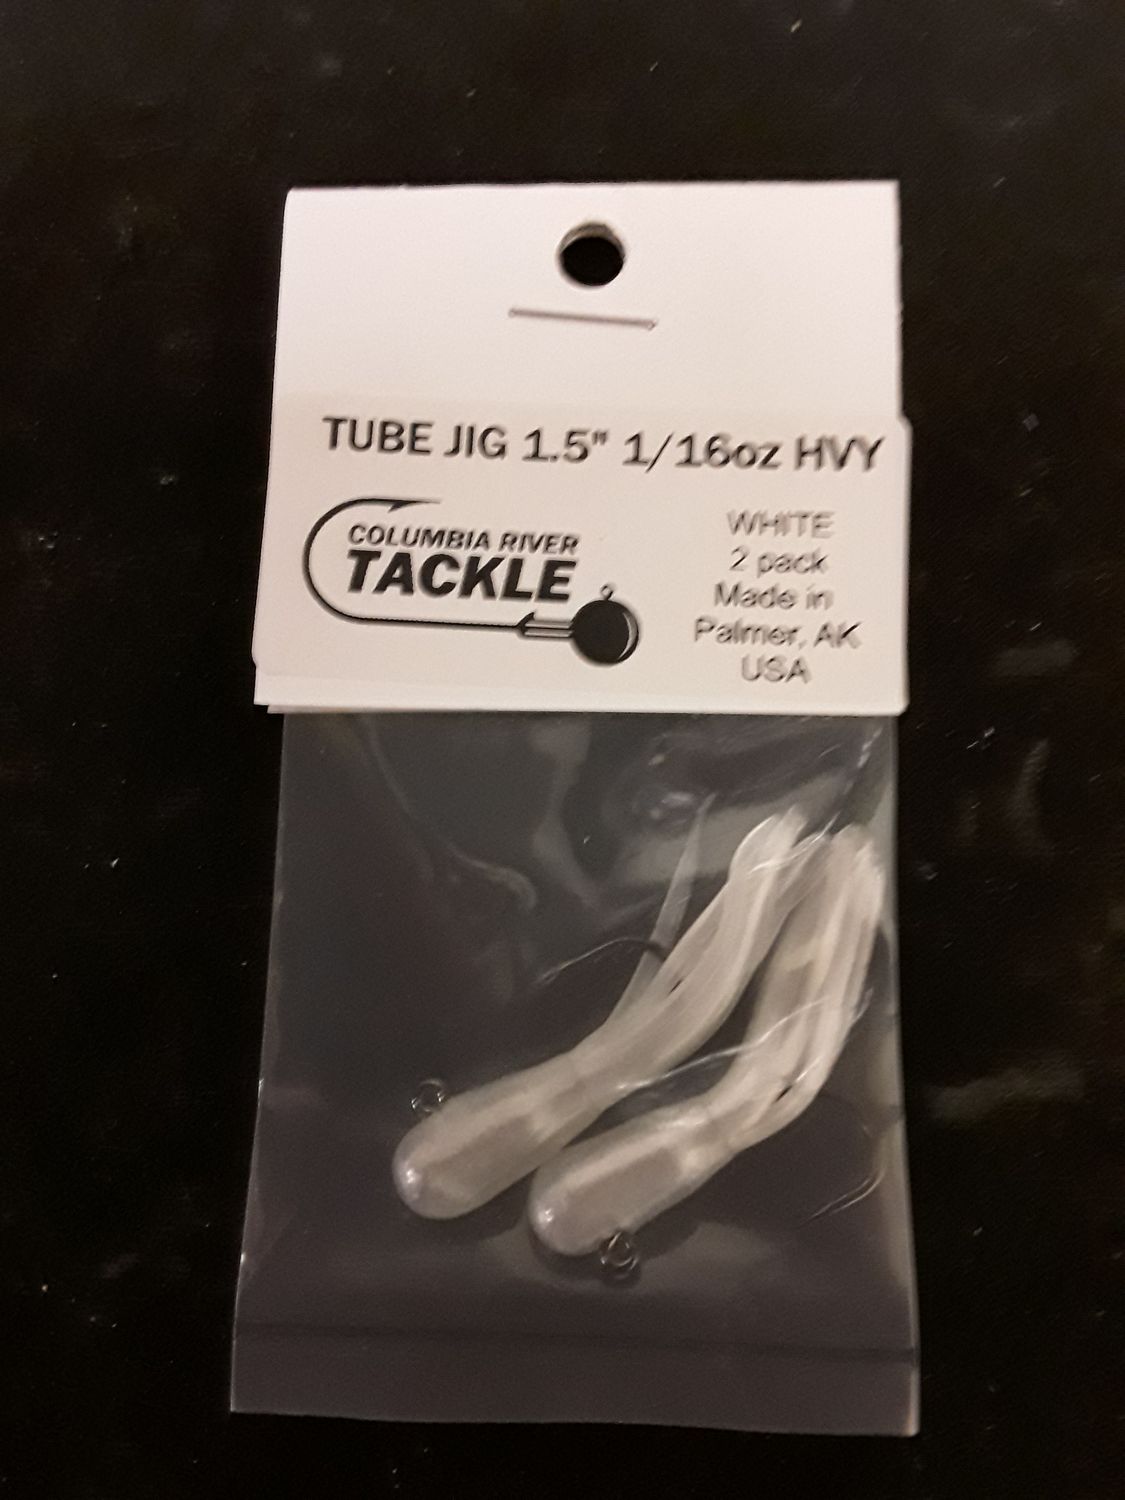 TUBE JIG 1.5" 1/16oz HVY
COLUMBIA RIVER
TACKLE
WHITE
2 pack
Made in
Palmer, AK
USA